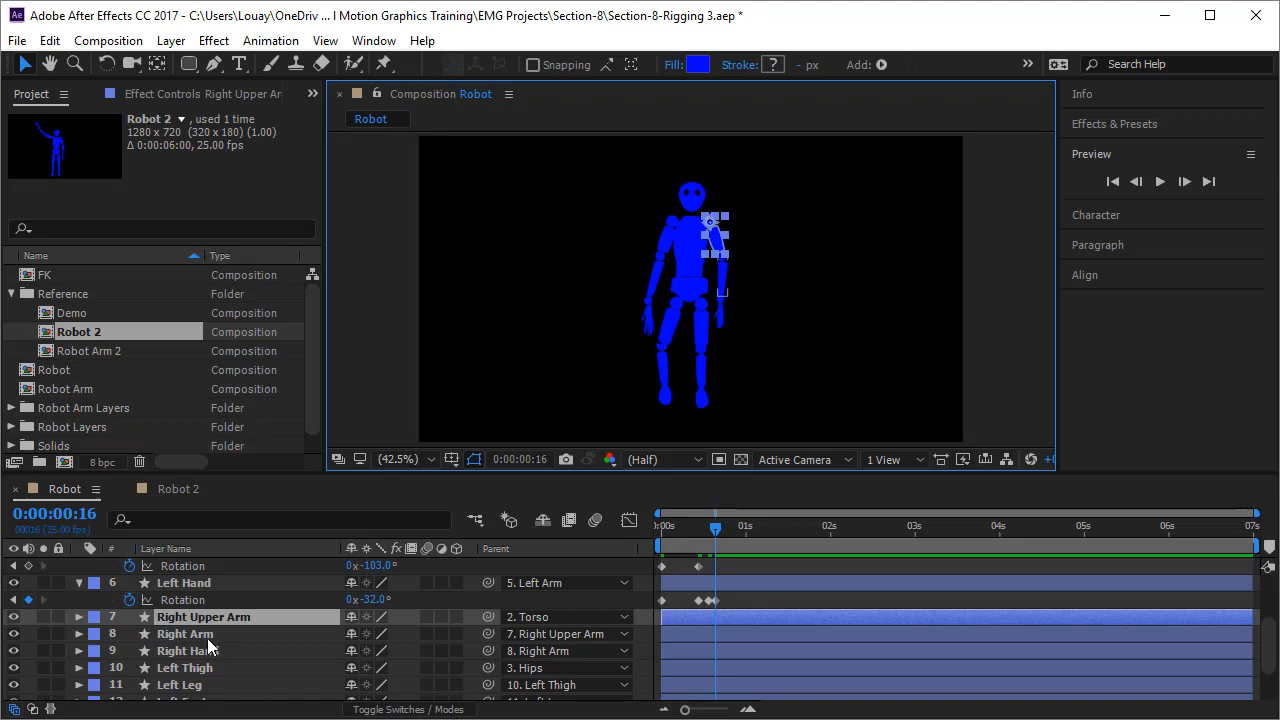 Adobe After Effects CC 2017 - C:\Users\Louay\OneDriv ... l Motion Graphics Training\EMG Projects\Section-8\Section-8-Rigging 3.aep *
File Edit Composition Layer Effect Animation View Window Help
Snapping Fill: Stroke: ? - px Add: Search Help
Project Effect Controls Right Upper Ar Composition Robot Info
Robot 2 , used 1 time Robot
1280 x 720 (320 x 180) (1.00)
Δ 0:00:06:00, 25.00 fps
Effects & Presets
Preview
Character
Paragraph
Align
Name Type
FK Composition
Reference Folder
Demo Composition
Robot 2 Composition
Robot Arm 2 Composition
Robot Composition
Robot Arm Composition
Robot Arm Layers Folder
Robot Layers Folder
Solids Folder
8 bpc (42.5%) 0:00:00:16 (Half) Active Camera 1 View
Robot Robot 2
0:00:00:16
00016 (25.00 fps)
:00s 01s 02s 03s 04s 05s 06s 07s
# Layer Name fx Parent
Rotation 0x-103.0°
6 Left Hand 5. Left Arm
Rotation 0x-32.0°
7 Right Upper Arm 2. Torso
8 Right Arm 7. Right Upper Arm
9 Right Han 8. Right Arm
10 Left Thigh 3. Hips
11 Left Leg 10. Left Thigh
Toggle Switches / Modes